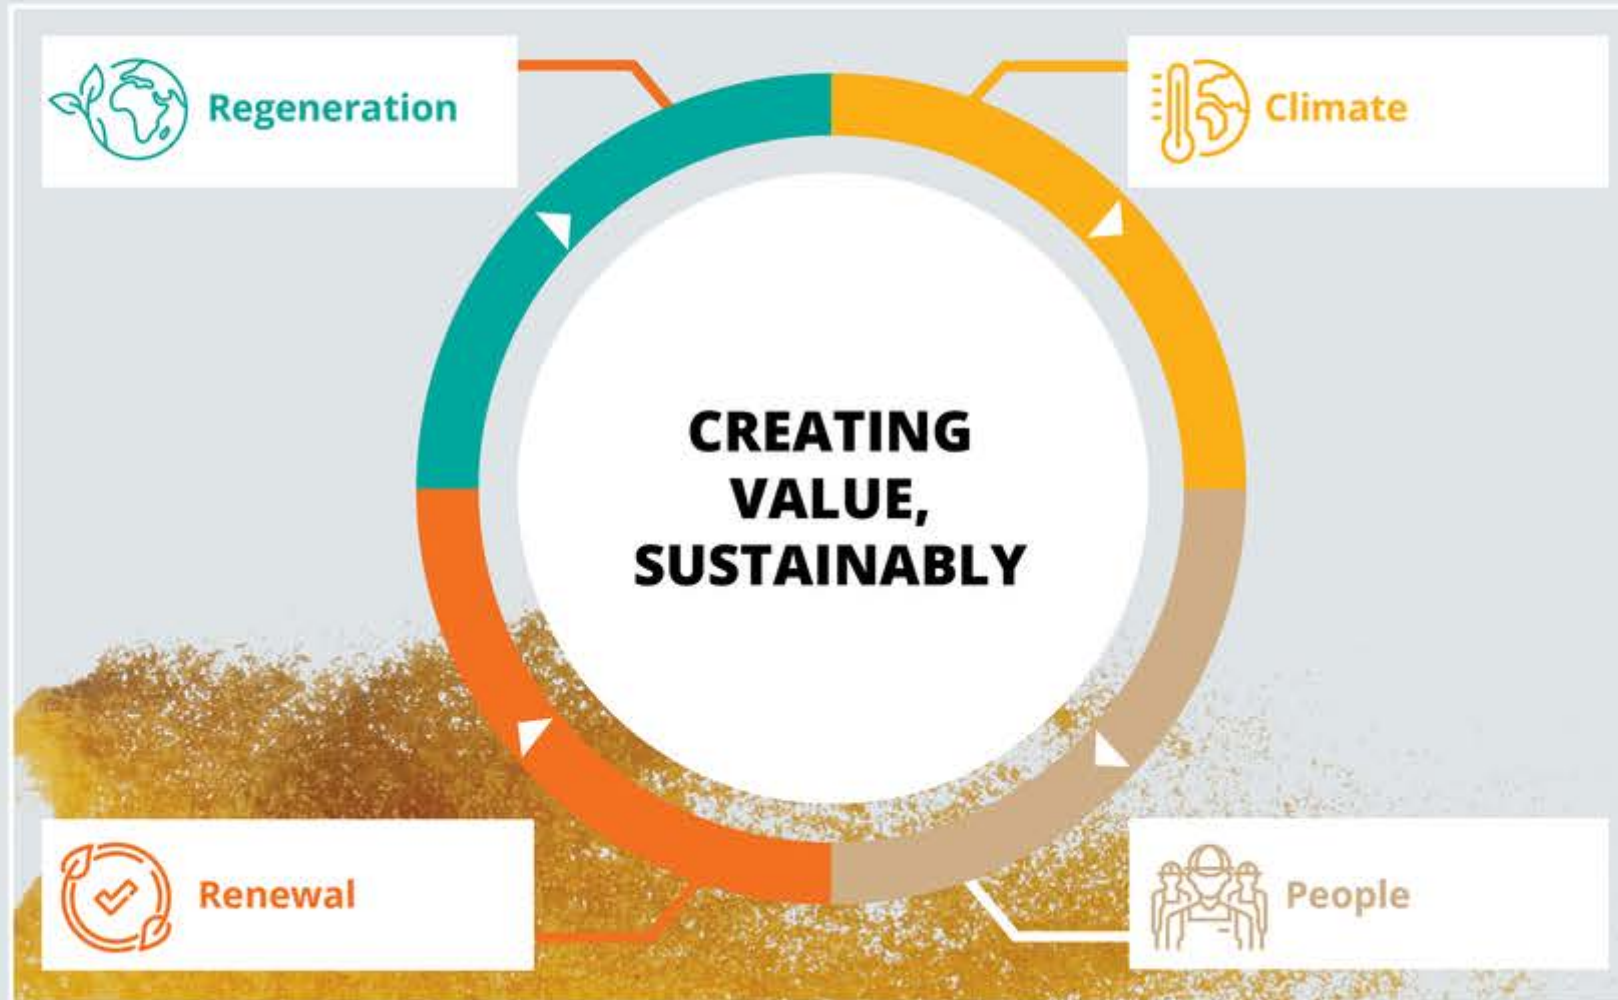 Regeneration
Climate
CREATING
VALUE,
SUSTAINABLY
Renewal
People